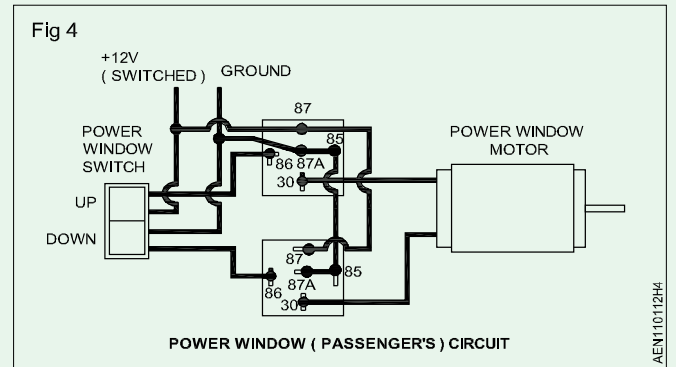 Fig 4
+12V
( SWITCHED )
GROUND
87
POWER
WINDOW
SWITCH
85
86 87A
30
POWER WINDOW
MOTOR
UP
DOWN
87
85
87A
86
30
POWER WINDOW ( PASSENGER'S ) CIRCUIT
AEN110112H4